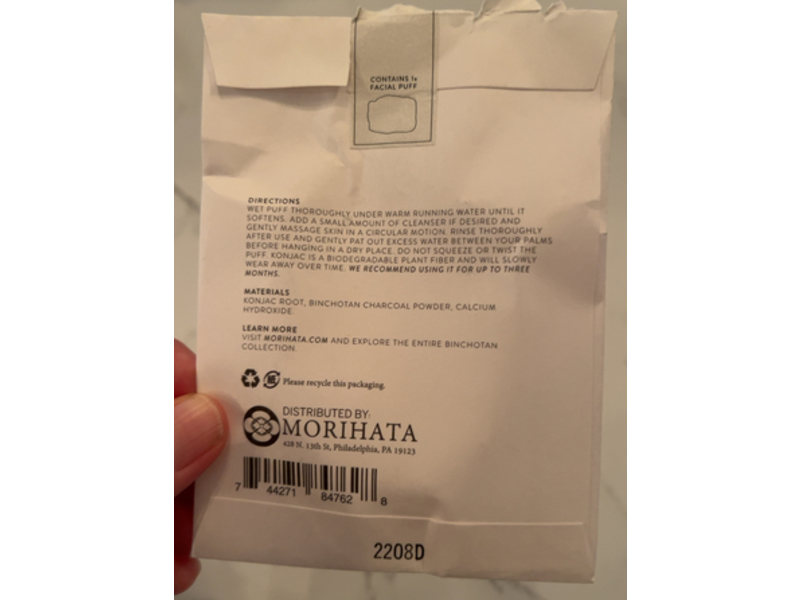 CONTAINS 1x
FACIAL PUFF
DIRECTIONS
WET PUFF THOROUGHLY UNDER WARM RUNNING WATER UNTIL IT
SOFTENS. ADD A SMALL AMOUNT OF CLEANSER IF DESIRED AND
GENTLY MASSAGE SKIN IN A CIRCULAR MOTION. RINSE THOROUGHLY
AFTER USE AND GENTLY PAT OUT EXCESS WATER BETWEEN YOUR PALMS
BEFORE HANGING IN A DRY PLACE. DO NOT SQUEEZE OR TWIST THE
PUFF. KONJAC IS A BIODEGRADABLE PLANT FIBER AND WILL SLOWLY
WEAR AWAY OVER TIME. WE RECOMMEND USING IT FOR UP TO THREE
MONTHS.
MATERIALS
KONJAC ROOT, BINCHOTAN CHARCOAL POWDER, CALCIUM
HYDROXIDE
LEARN MORE
VISIT MORIHATA.COM AND EXPLORE THE ENTIRE BINCHOTAN
COLLECTION.
Please recycle this packaging.
DISTRIBUTED BY:
MORIHATA
428 N. 13th St, Philadelphia, PA 19123
7 44271 84762 8
2208D